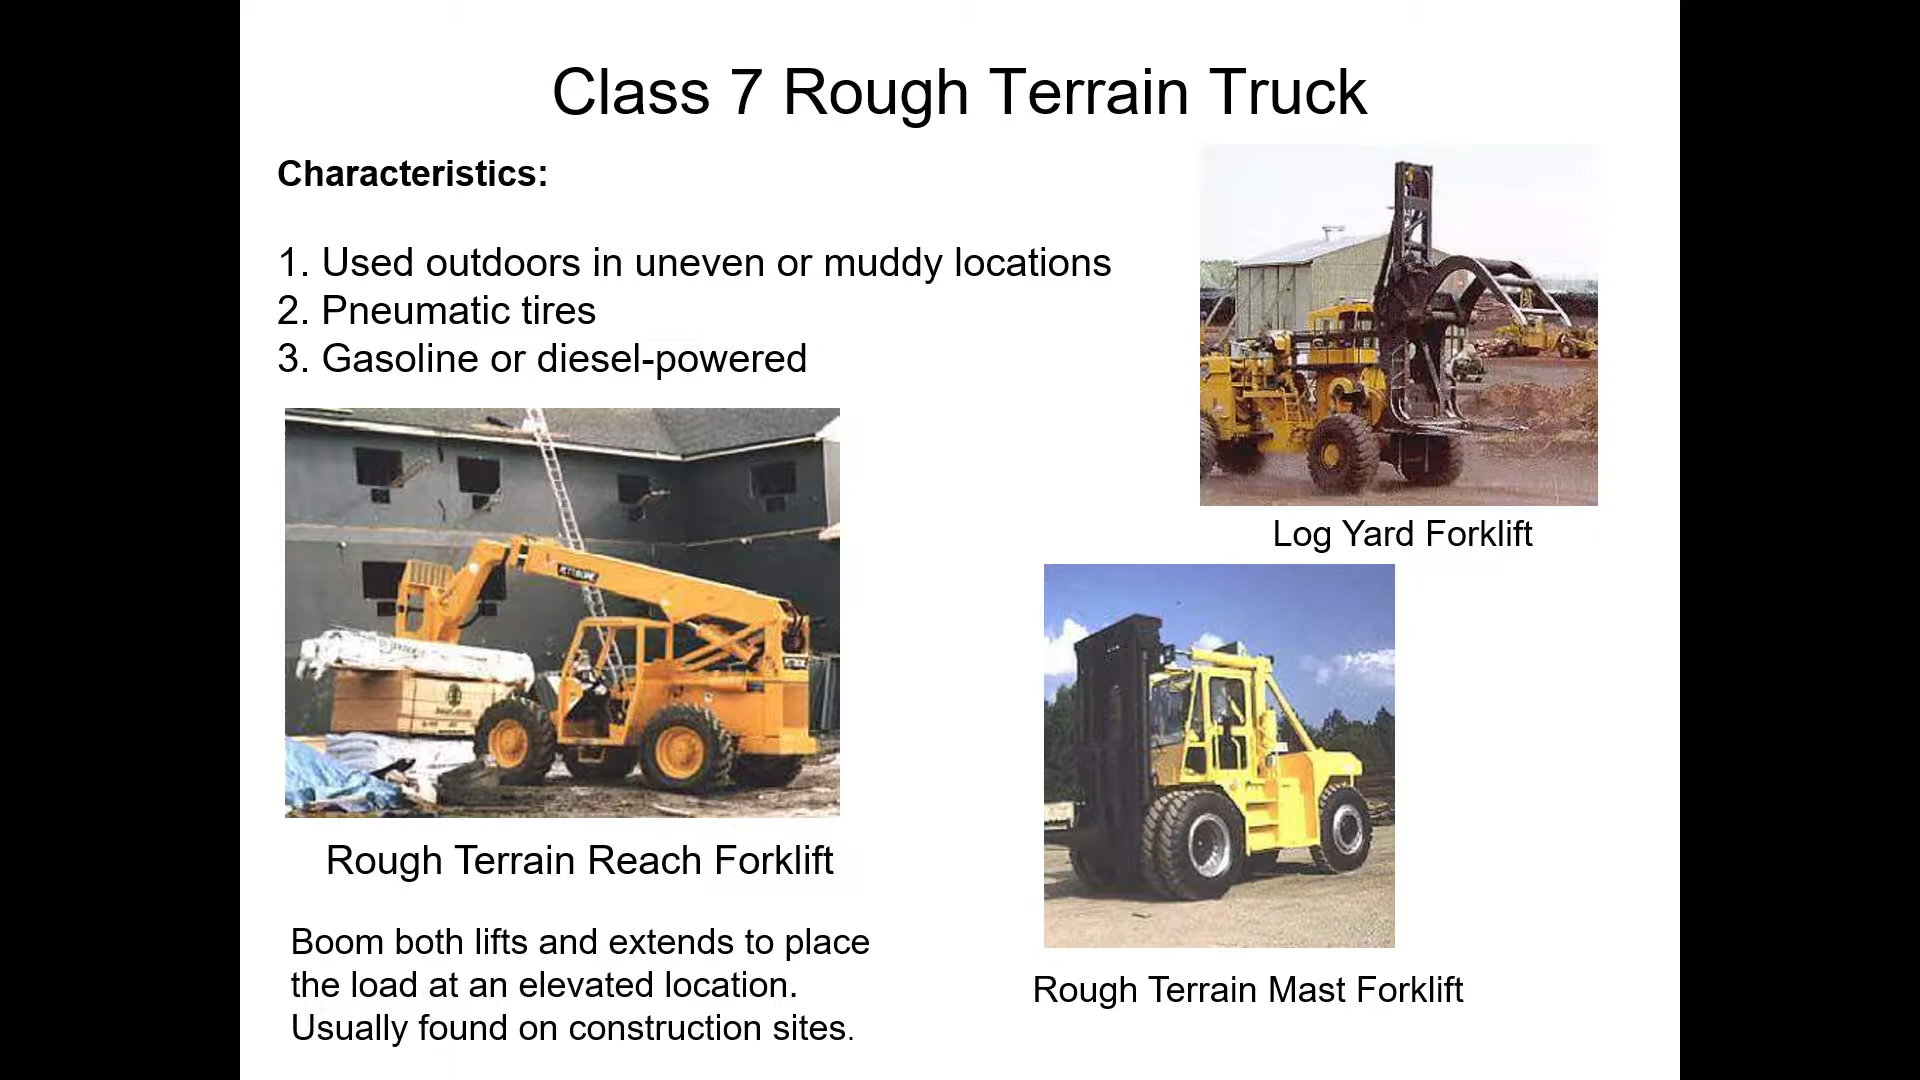 Class 7 Rough Terrain Truck
Characteristics:
1. Used outdoors in uneven or muddy locations
2. Pneumatic tires
3. Gasoline or diesel-powered
Log Yard Forklift
Rough Terrain Reach Forklift
Boom both lifts and extends to place
the load at an elevated location.
Usually found on construction sites.
Rough Terrain Mast Forklift